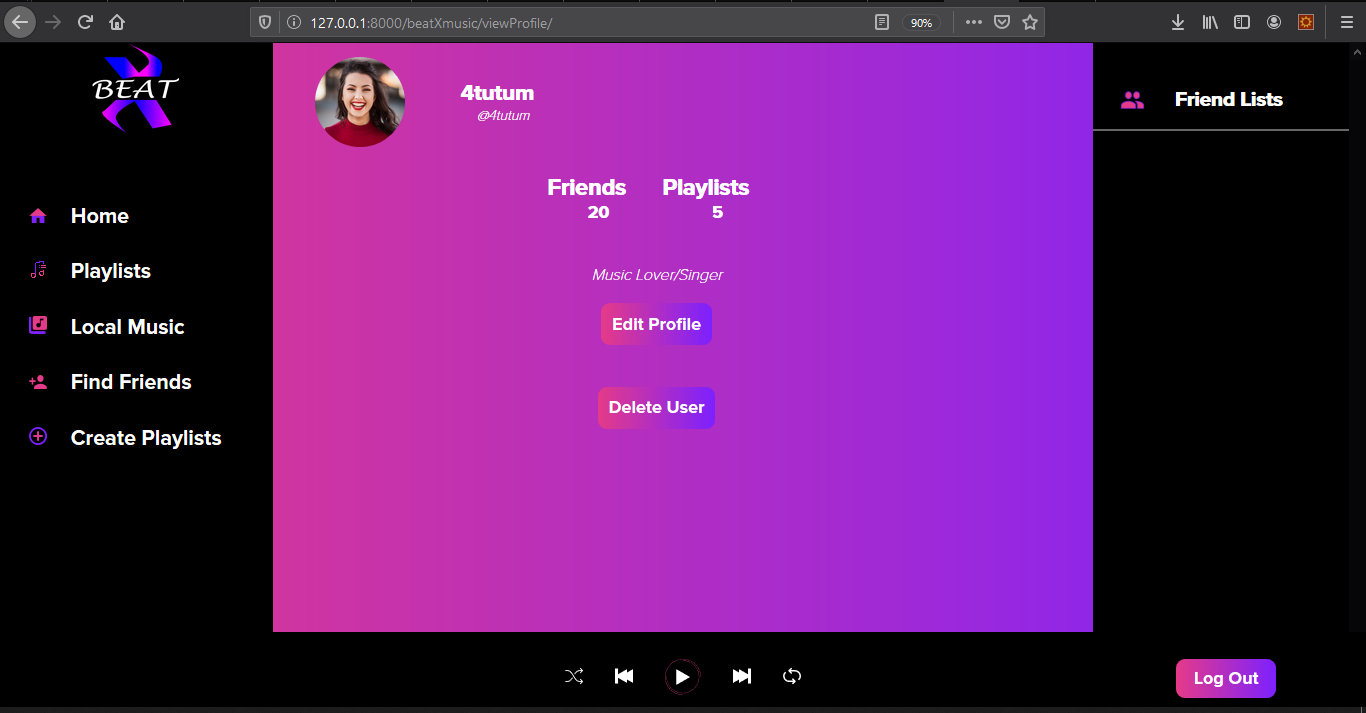 127.0.0.1:8000/beatXmusic/viewProfile/
90%
BEAT X
Home
Playlists
Local Music
Find Friends
Create Playlists
4tutum
@4tutum
Friends
Playlists
20
5
Music Lover/Singer
Edit Profile
Delete User
Friend Lists
Log Out